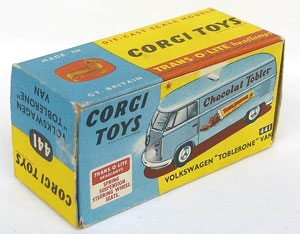 DIE-CAST SCALE MODELS
MADE IN
GT. BRITAIN
CORGI TOYS
TRANS-O-LITE headlamps
CORGI
TOYS
Chocolat Tobler
TRANS-O-LITE
HEADLAMPS
SPRING
SUSPENSION
STEERING WHEEL
SEATS.
441
VOLKSWAGEN "TOBLERONE" VAN
VOLKSWAGEN
"TOBLERONE"
VAN
441
CORGI TOYS